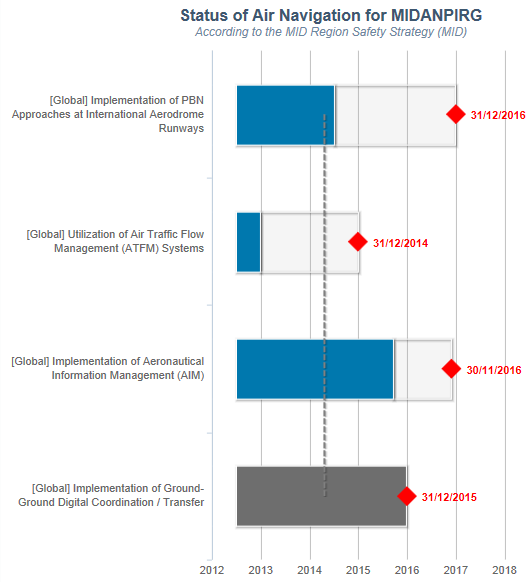 Status of Air Navigation for MIDANPIRG
According to the MID Region Safety Strategy (MID)
[Global] Implementation of PBN
Approaches at International Aerodrome
Runways
31/12/2016
[Global] Utilization of Air Traffic Flow
Management (ATFM) Systems
31/12/2014
[Global] Implementation of Aeronautical
Information Management (AIM)
30/11/2016
[Global] Implementation of Ground-
Ground Digital Coordination / Transfer
31/12/2015
2012 2013 2014 2015 2016 2017 2018